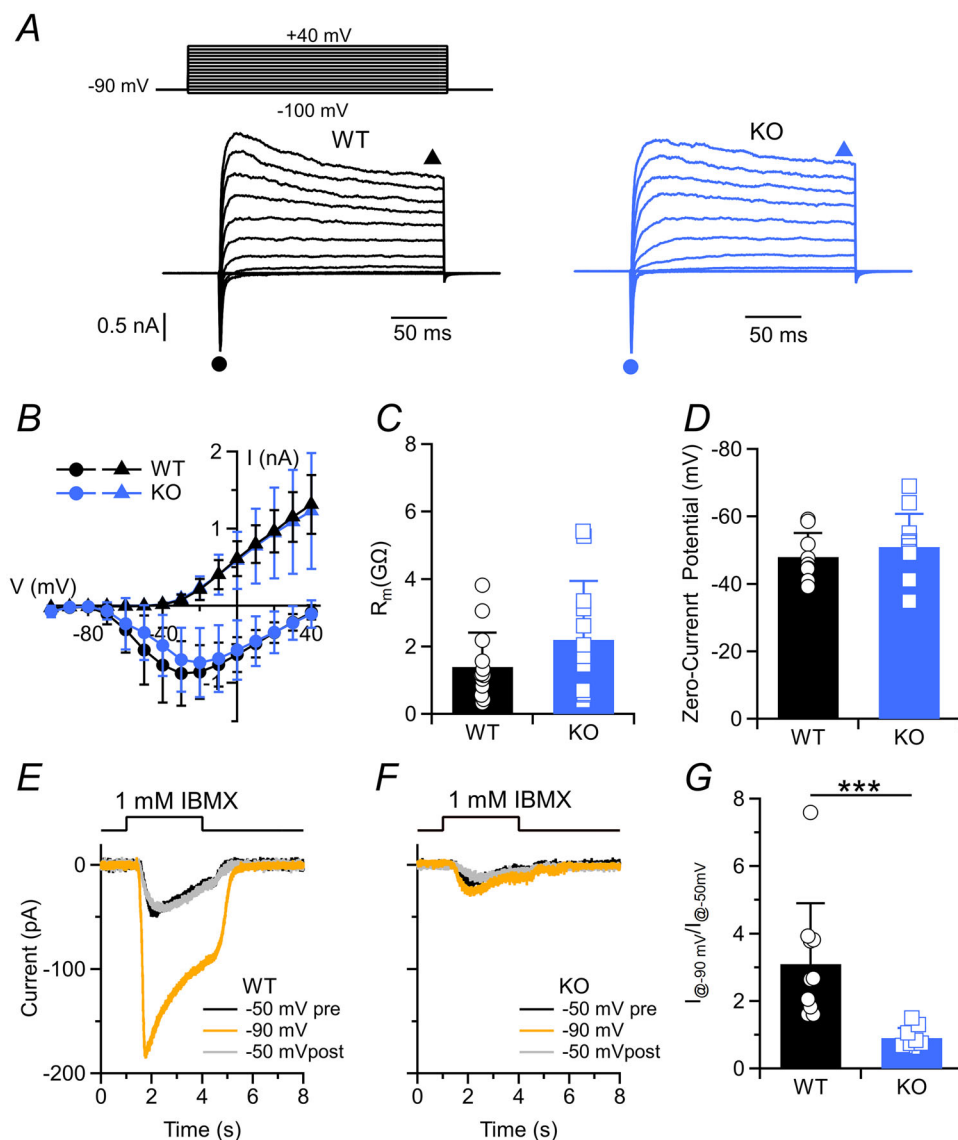 A
+40 mV
-90 mV
-100 mV
WT
KO
0.5 nA
50 ms
50 ms
B
WT
KO
2
I (nA)
1
V (mV)
-80
-40
40
-1
C
8
6
4
2
0
Rm(GΩ)
WT
KO
D
-80
-60
-40
-20
0
Zero-Currenrt Potential (mV)
WT
KO
E
1 mM IBMX
0
-100
-200
Current (pA)
WT
-50 mV pre
-90 mV
-50 mVpost
0 2 4 6 8
Time (s)
F
1 mM IBMX
KO
-50 mV pre
-90 mV
-50 mVpost
0 2 4 6 8
Time (s)
G
***
8
6
4
2
0
I@-90 mV/I@-50mV
WT
KO